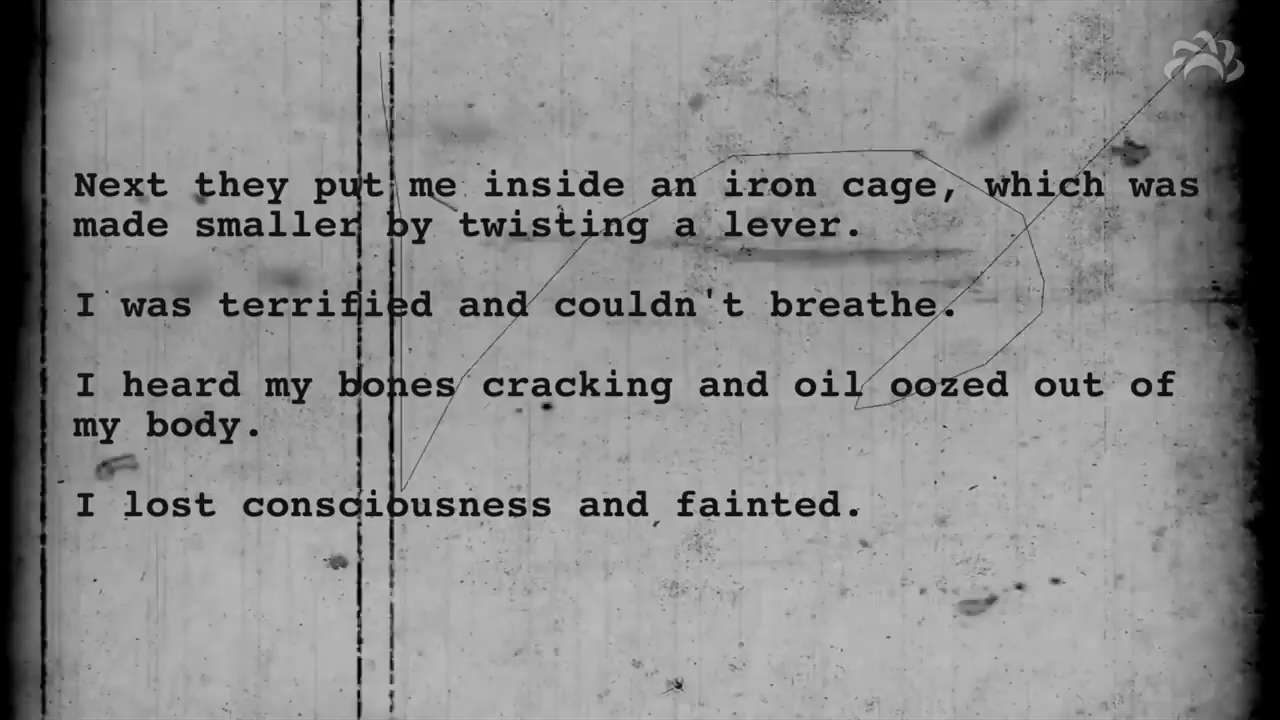 Next they put me inside an iron cage, which was
made smaller by twisting a lever.
I was terrified and couldn't breathe.
I heard my bones cracking and oil oozed out of
my body.
I lost consciousness and fainted.